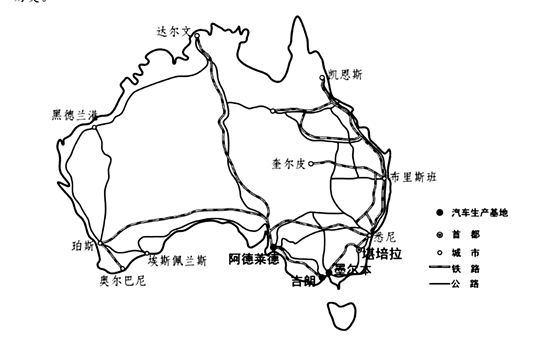 达尔文
凯恩斯
黑德兰港
奎尔皮
布里斯班
汽车生产基地
首 都
珀斯
悉尼
城 市
堪培拉
埃斯佩兰斯
阿德莱德
铁 路
墨尔本
吉朗
奥尔巴尼
公 路